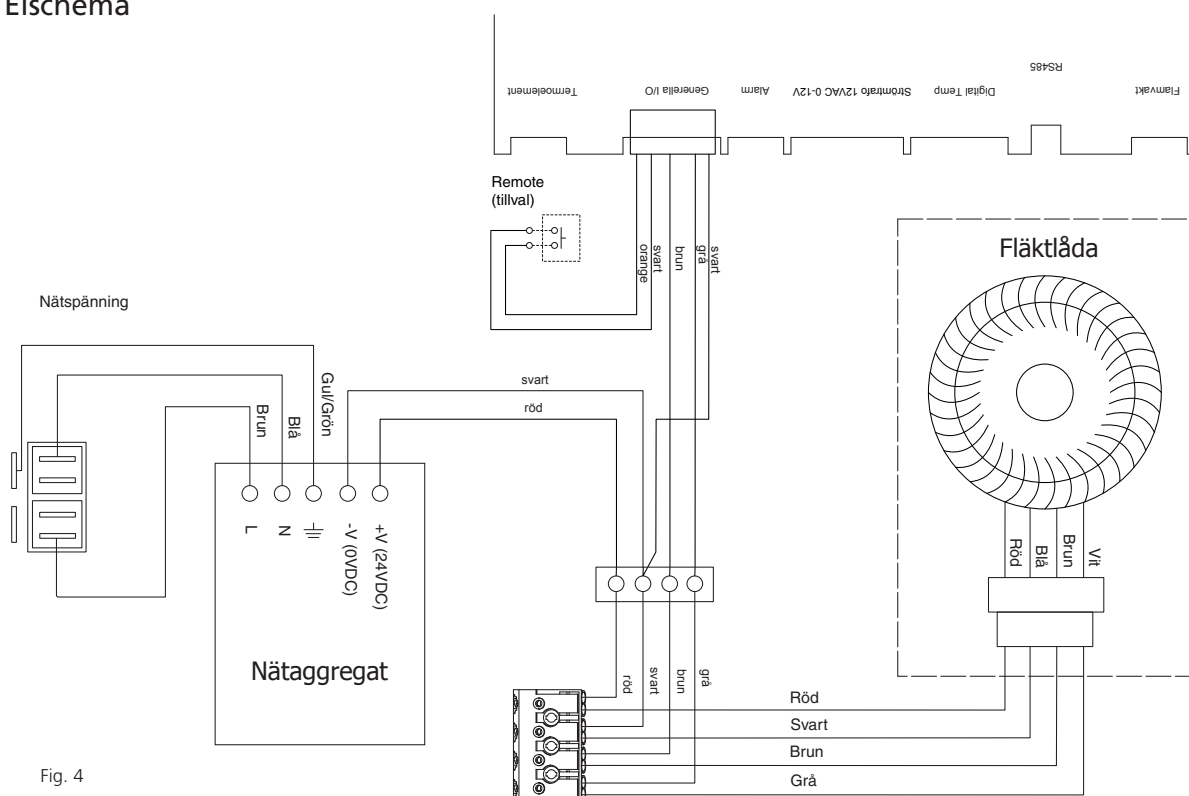 Elschema
Termoelement
Generella I/O
Alarm
Strömtrafo 12VAC 0-12V
Digital Temp
RS485
Flamvakt
Remote
(tillval)
orange
svart
brun
grå
svart
Fläktlåda
Nätspänning
Brun
Blå
Gul/Grön
svart
röd
L
N
-V (0VDC)
+V (24VDC)
Nätaggregat
Röd
Blå
Brun
Vit
röd
svart
brun
grå
Röd
Svart
Brun
Grå
Fig. 4